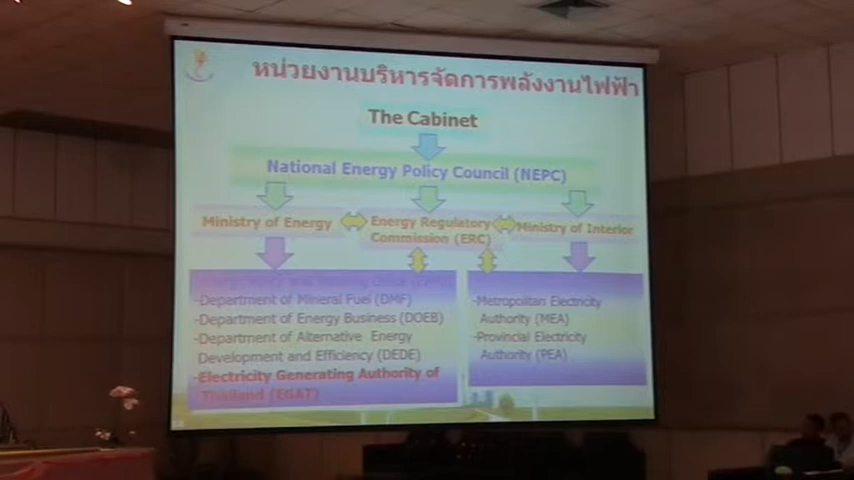 หน่วยงานบริหารจัดการพลังงานไฟฟ้า
The Cabinet
National Energy Policy Council (NEPC)
Ministry of Energy
Energy Regulatory
Commission (ERC)
Ministry of Interior
-Department of Mineral Fuel (DMF)
-Department of Energy Business (DOEB)
-Department of Alternative Energy
Development and Efficiency (DEDE)
-Electricity Generating Authority of
Thailand (EGAT)
-Metropolitan Electricity
Authority (MEA)
-Provincial Electricity
Authority (PEA)